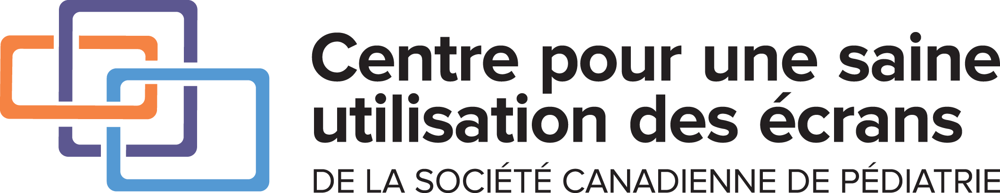 Centre pour une saine
utilisation des écrans
DE LA SOCIÉTÉ CANADIENNE DE PÉDIATRIE